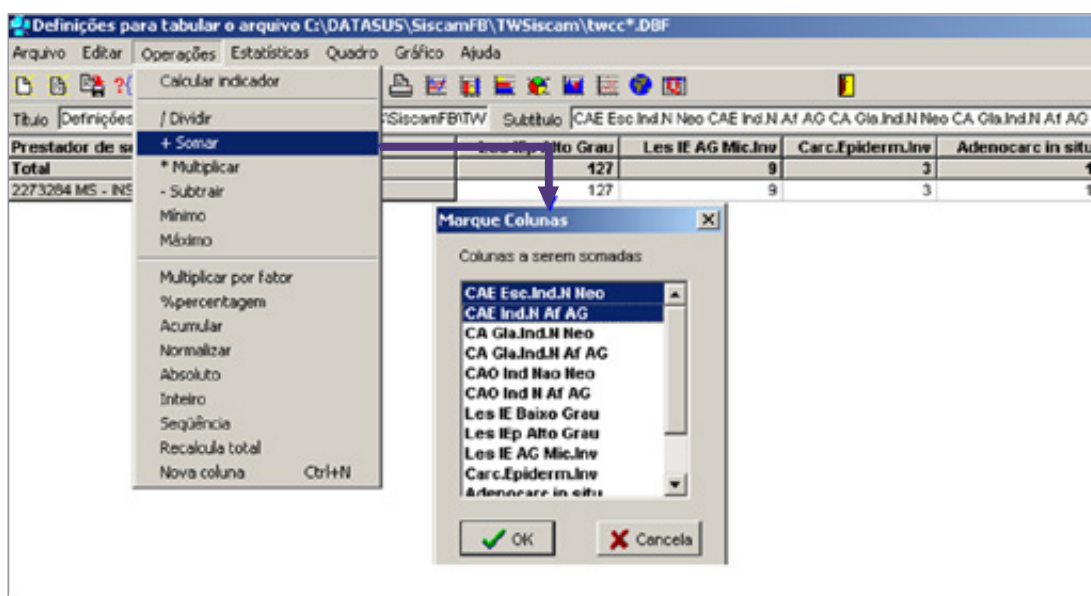 Definições para tabular o arquivo C:\DATASUS\SiscamFB\TWSiscam\twcc*.DBF
Arquivo Editar Operações Estatísticas Quadro Gráfico Ajuda
Título Definições \SiscamFB\TW Subtítulo CAE Esc.Ind.N Neo CAE Ind.N Af AG CA Gla.Ind.N Neo CA Gla.Ind.N Af AG
Prestador de Alto Grau Les IE AG Mic.Inv Carc.Epiderm.Inv Adenocarc in situ
Total 127 9 3 1
2273284 MS - INS 127 9 3 1
Calcular indicador
/ Dividir
+ Somar
* Multiplicar
- Subtrair
Mínimo
Máximo
Multiplicar por fator
%percentagem
Acumular
Normalizar
Absoluto
Inteiro
Seqüência
Recalcula total
Nova coluna Ctrl+N
Marque Colunas
Colunas a serem somadas
CAE Esc.Ind.N Neo
CAE Ind.N Af AG
CA Gla.Ind.N Neo
CA Gla.Ind.N Af AG
CAO Ind Nao Neo
CAO Ind N Af AG
Les IE Baixo Grau
Les IEp Alto Grau
Les IE AG Mic.Inv
Carc.Epiderm.Inv
Adenocarc in situ
OK Cancela